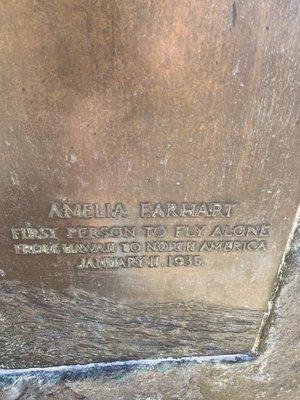 AMELIA EARHART
FIRST PERSON TO FLY ALONE
FROM HAWAII TO NORTH AMERICA
JANUARY 11, 1935.